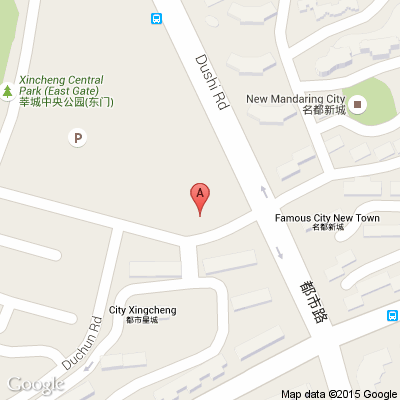 Xincheng Central
Park (East Gate)
莘城中央公园(东门)
P
Dushi Rd
New Mandaring City
名都新城
A
Famous City New Town
名都新城
都市路
City Xingcheng
都市星城
Duchun Rd
Google
Map data ©2015 Google